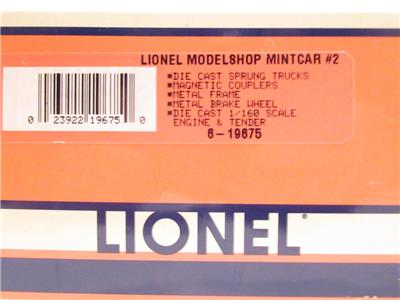 LIONEL MODELSHOP MINTCAR #2
*DIE CAST SPRUNG TRUCKS
*MAGNETIC COUPLERS
*METAL FRAME
*METAL BRAKE WHEEL
*DIE CAST 1/160 SCALE
ENGINE & TENDER
6-19675
0 23922 19675 0
LIONEL®